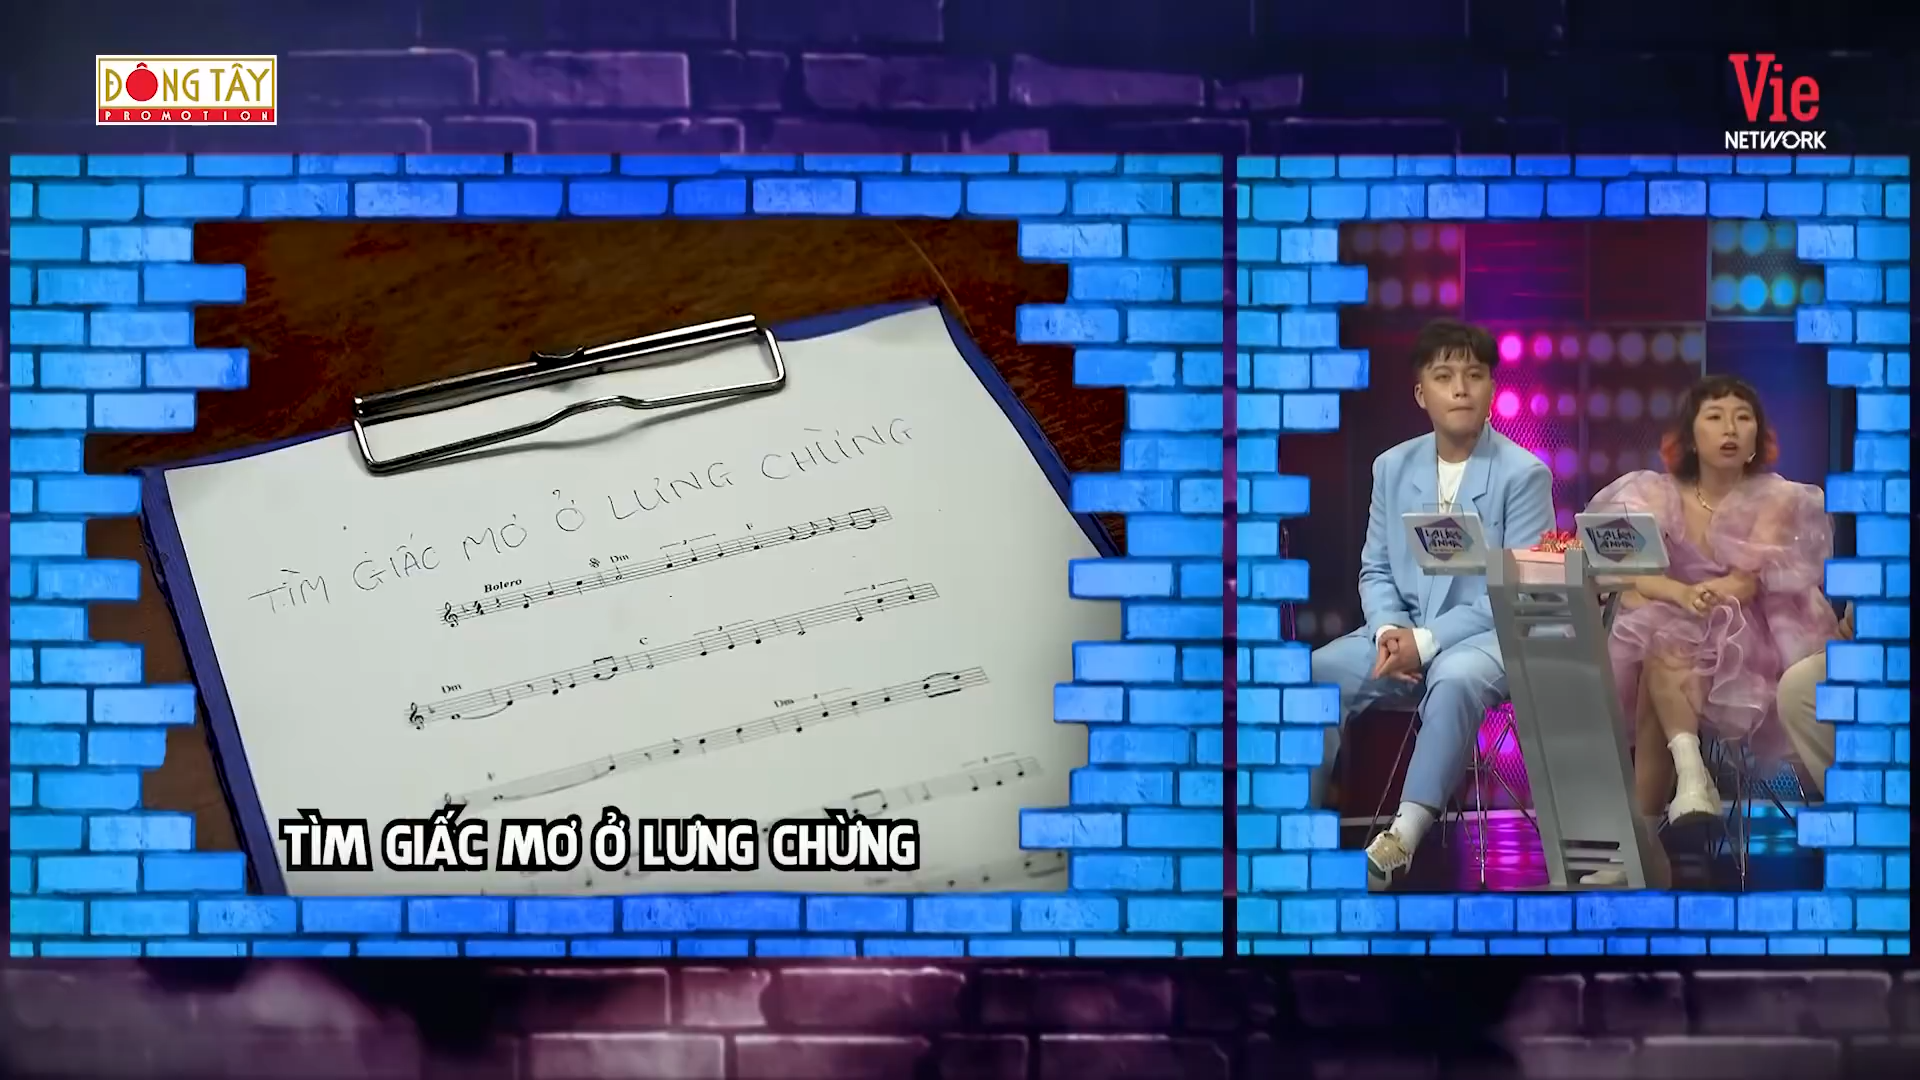 ĐÔNG TÂY
PROMOTION
Vie
NETWORK
TÌM GIẤC MƠ Ở LƯNG CHỪNG
Bolero
Dm
Dm
C
Dm
TÌM GIẤC MƠ Ở LƯNG CHỪNG